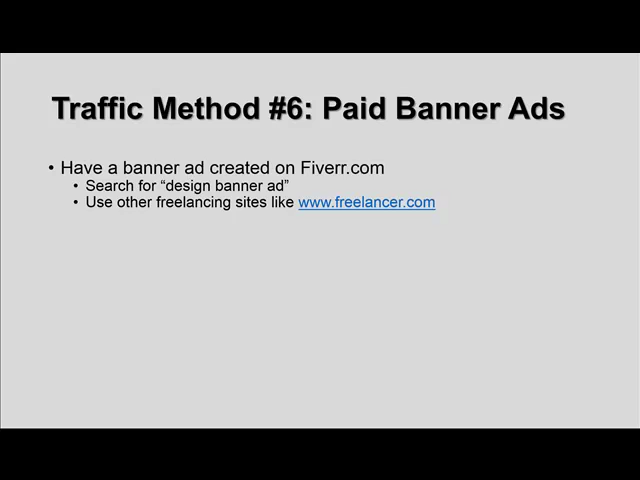 Traffic Method #6: Paid Banner Ads
• Have a banner ad created on Fiverr.com
• Search for “design banner ad”
• Use other freelancing sites like www.freelancer.com